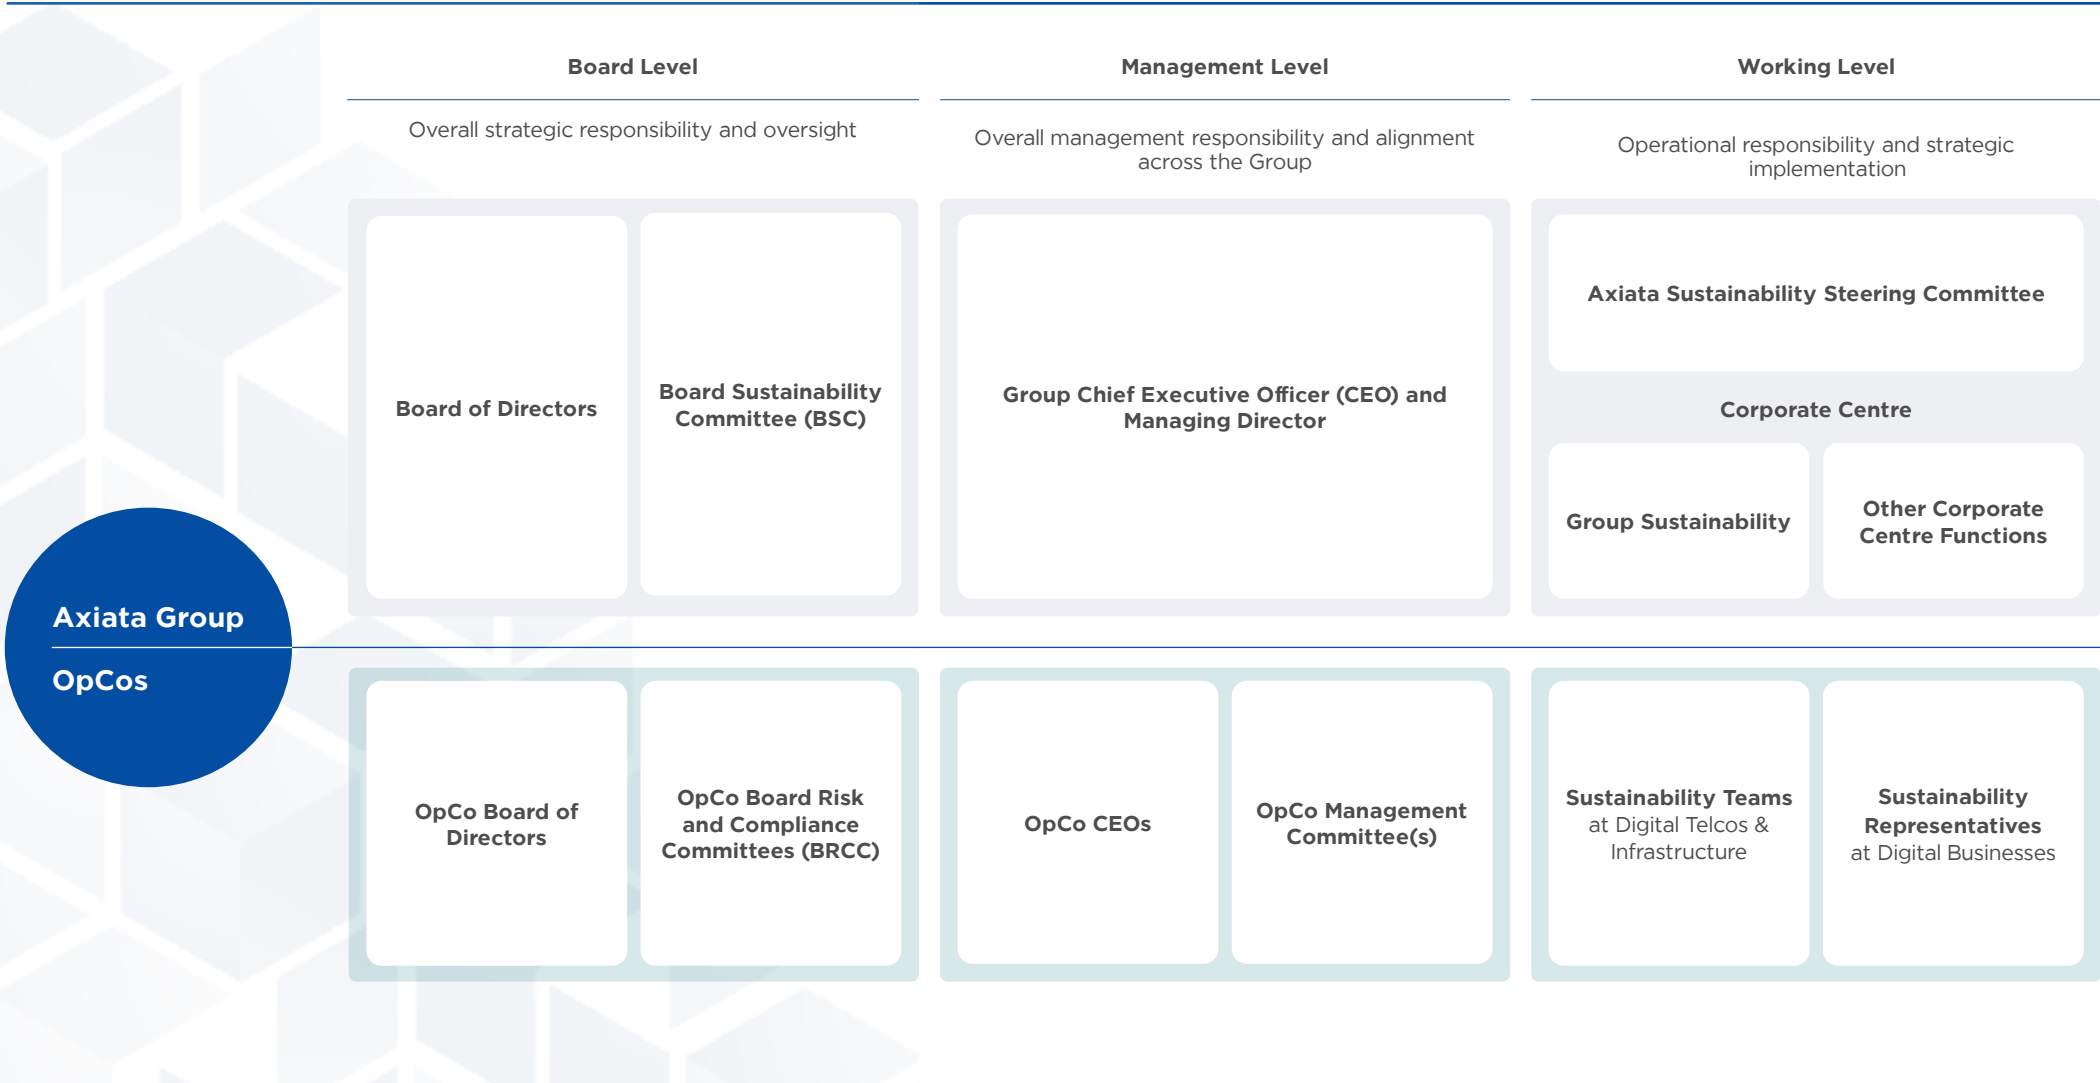 Board Level
Overall strategic responsibility and oversight
Management Level
Overall management responsibility and alignment
across the Group
Working Level
Operational responsibility and strategic
implementation
Axiata Group
Board of Directors
Board Sustainability
Committee (BSC)
Group Chief Executive Officer (CEO) and
Managing Director
Axiata Sustainability Steering Committee
Corporate Centre
Group Sustainability
Other Corporate
Centre Functions
OpCos
OpCo Board of
Directors
OpCo Board Risk
and Compliance
Committees (BRCC)
OpCo CEOs
OpCo Management
Committee(s)
Sustainability Teams
at Digital Telcos &
Infrastructure
Sustainability
Representatives
at Digital Businesses